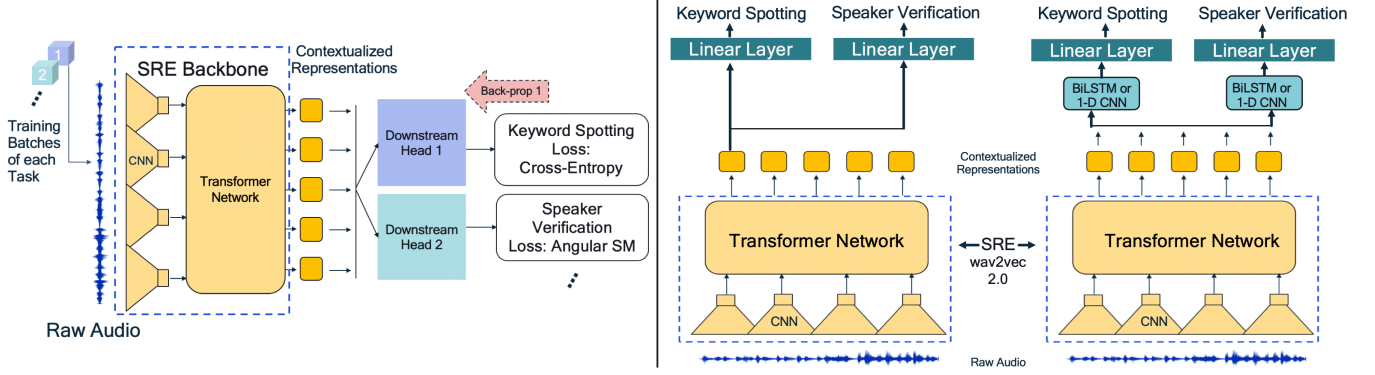 1
2
Training
Batches
of each
Task
Raw Audio
SRE Backbone
CNN
Transformer
Network
Contextualized
Representations
Back-prop 1
Downstream
Head 1
Downstream
Head 2
Keyword Spotting
Loss:
Cross-Entropy
Speaker
Verification
Loss: Angular SM
Keyword Spotting
Speaker Verification
Linear Layer
Linear Layer
Transformer Network
CNN
Contextualized
Representations
SRE
wav2vec
2.0
Raw Audio
Keyword Spotting
Speaker Verification
Linear Layer
Linear Layer
BiLSTM or
1-D CNN
BiLSTM or
1-D CNN
Transformer Network
CNN